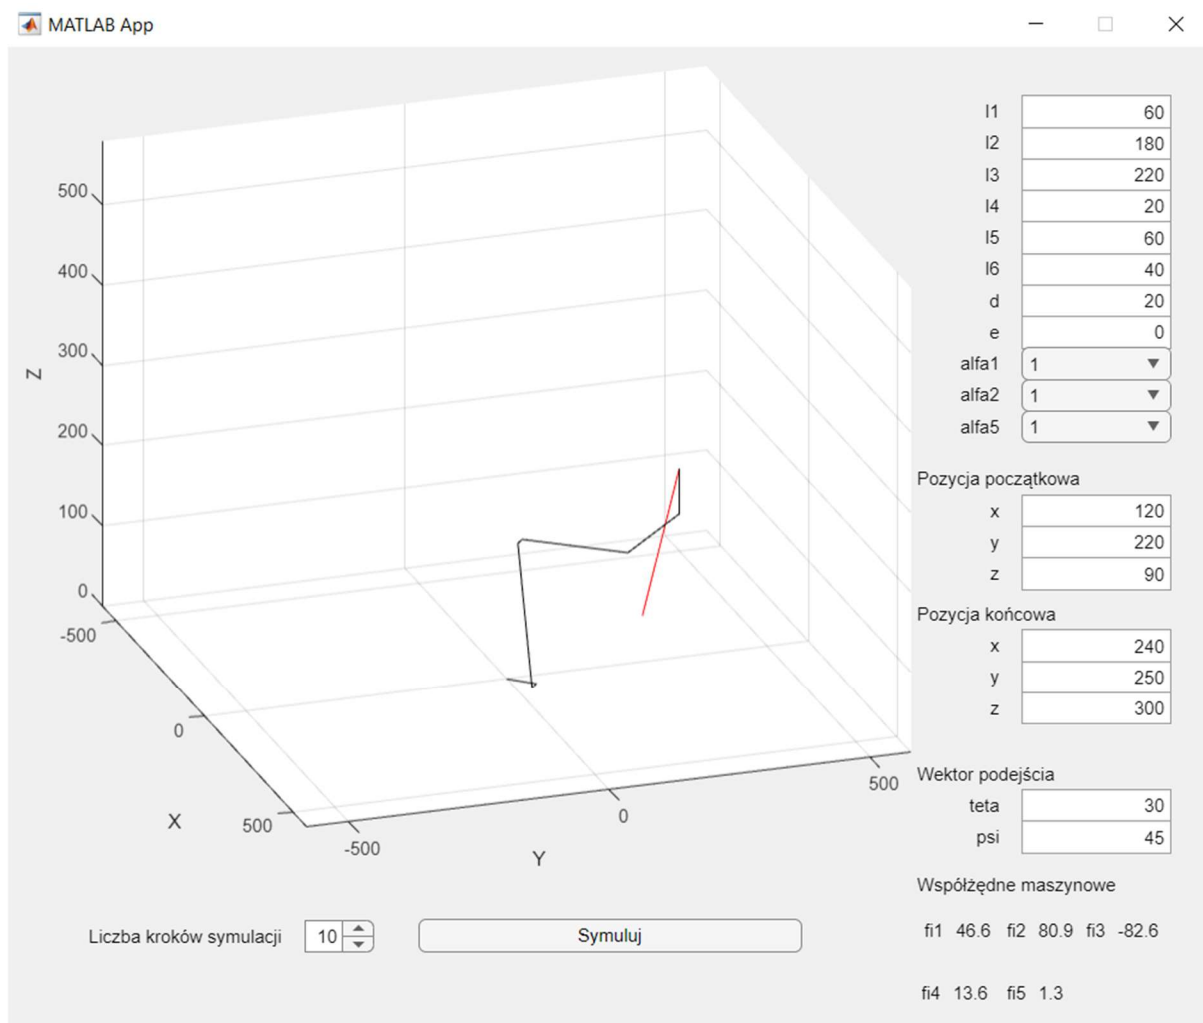 MATLAB App
500
400
300
200
100
0
Z
-500
0
500
X
-500
0
500
Y
l1 60
l2 180
l3 220
l4 20
l5 60
l6 40
d 20
e 0
alfa1 1
alfa2 1
alfa5 1
Pozycja początkowa
x 120
y 220
z 90
Pozycja końcowa
x 240
y 250
z 300
Wektor podejścia
teta 30
psi 45
Współżędne maszynowe
fi1 46.6 fi2 80.9 fi3 -82.6
fi4 13.6 fi5 1.3
Liczba kroków symulacji 10 Symuluj